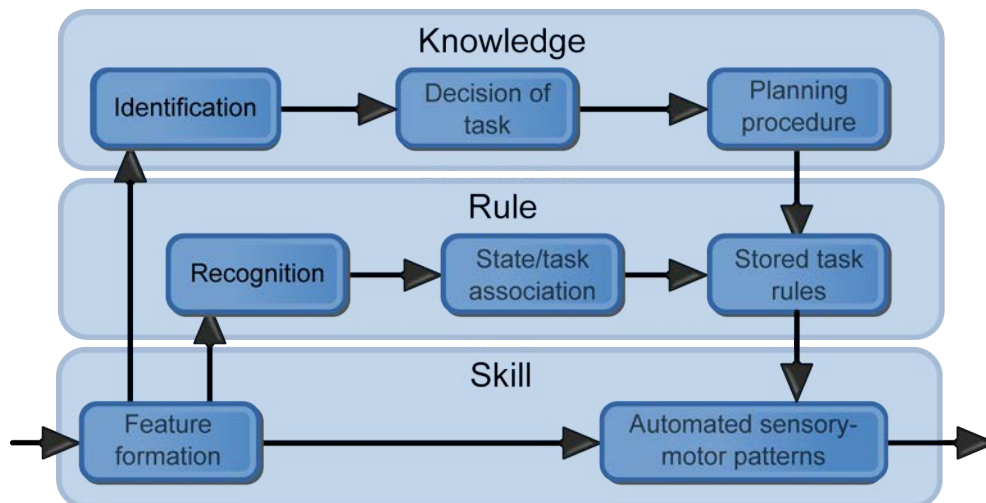 Knowledge
Identification
Decision of
task
Planning
procedure
Rule
Recognition
State/task
association
Stored task
rules
Skill
Feature
formation
Automated sensory-
motor patterns